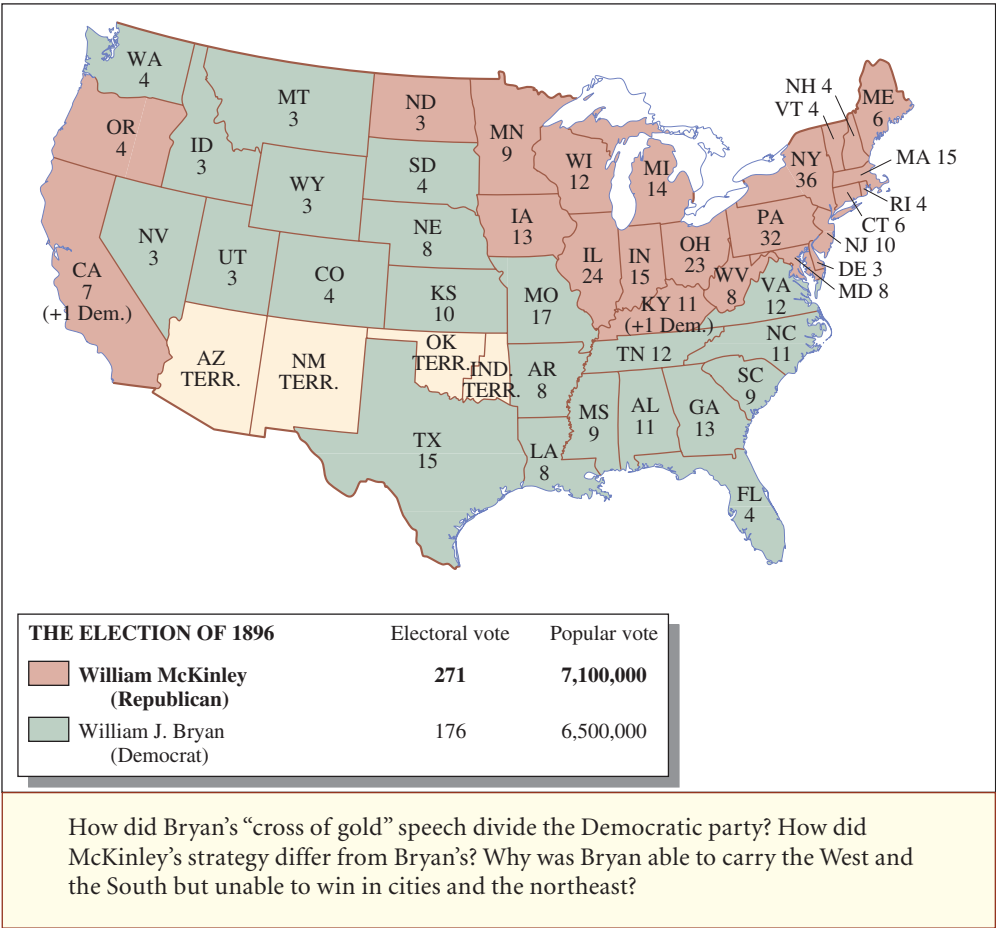 WA
4
MT
3
ND
3
MN
9
OR
4
ID
3
WY
3
SD
4
WI
12
MI
14
NH 4
VT 4
ME
6
NY
36
MA 15
RI 4
CT 6
NJ 10
DE 3
MD 8
PA
32
NV
3
UT
3
CO
4
NE
8
IA
13
IL
24
IN
15
OH
23
WV
8
VA
12
CA
7
(+1 Dem.)
KS
10
MO
17
KY 11
(+1 Dem.)
NC
11
TN 12
SC
9
AZ
TERR.
NM
TERR.
OK
TERR.
IND.
TERR.
AR
8
MS
9
AL
11
GA
13
TX
15
LA
8
FL
4
THE ELECTION OF 1896 Electoral vote Popular vote
William McKinley 271 7,100,000
(Republican)
William J. Bryan 176 6,500,000
(Democrat)
How did Bryan’s “cross of gold” speech divide the Democratic party? How did
McKinley’s strategy differ from Bryan’s? Why was Bryan able to carry the West and
the South but unable to win in cities and the northeast?